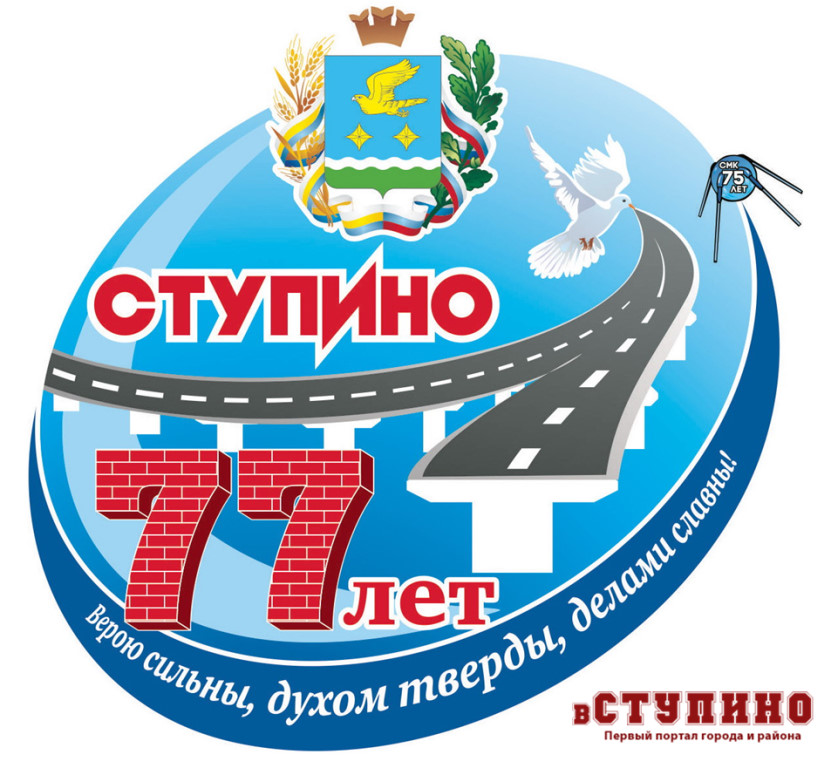 СМК
75
ЛЕТ
СТУПИНО
77 лет
Верою сильны, духом тверды, делами славны!
вСТУПИНО
Первый портал города и района